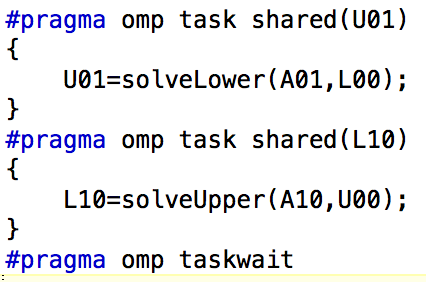 #pragma omp task shared(U01)
{
    U01=solveLower(A01,L00);
}
#pragma omp task shared(L10)
{
    L10=solveUpper(A10,U00);
}
#pragma omp taskwait